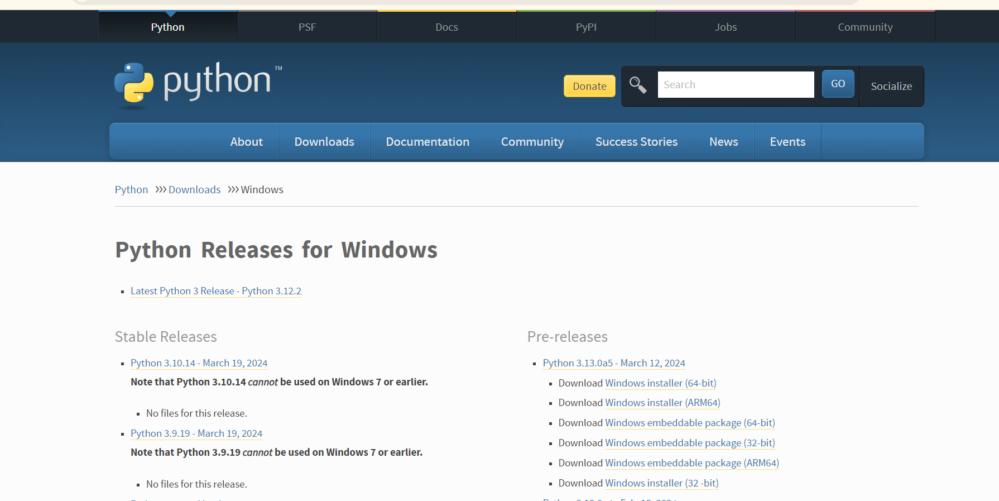 Python PSF Docs PyPI Jobs Community
python™
Donate Search GO Socialize
About Downloads Documentation Community Success Stories News Events
Python >>> Downloads >>> Windows
Python Releases for Windows
Latest Python 3 Release - Python 3.12.2
Stable Releases
Python 3.10.14 - March 19, 2024
Note that Python 3.10.14 cannot be used on Windows 7 or earlier.
No files for this release.
Python 3.9.19 - March 19, 2024
Note that Python 3.9.19 cannot be used on Windows 7 or earlier.
No files for this release.
Pre-releases
Python 3.13.0a5 - March 12, 2024
Download Windows installer (64-bit)
Download Windows installer (ARM64)
Download Windows embeddable package (64-bit)
Download Windows embeddable package (32-bit)
Download Windows embeddable package (ARM64)
Download Windows installer (32 -bit)